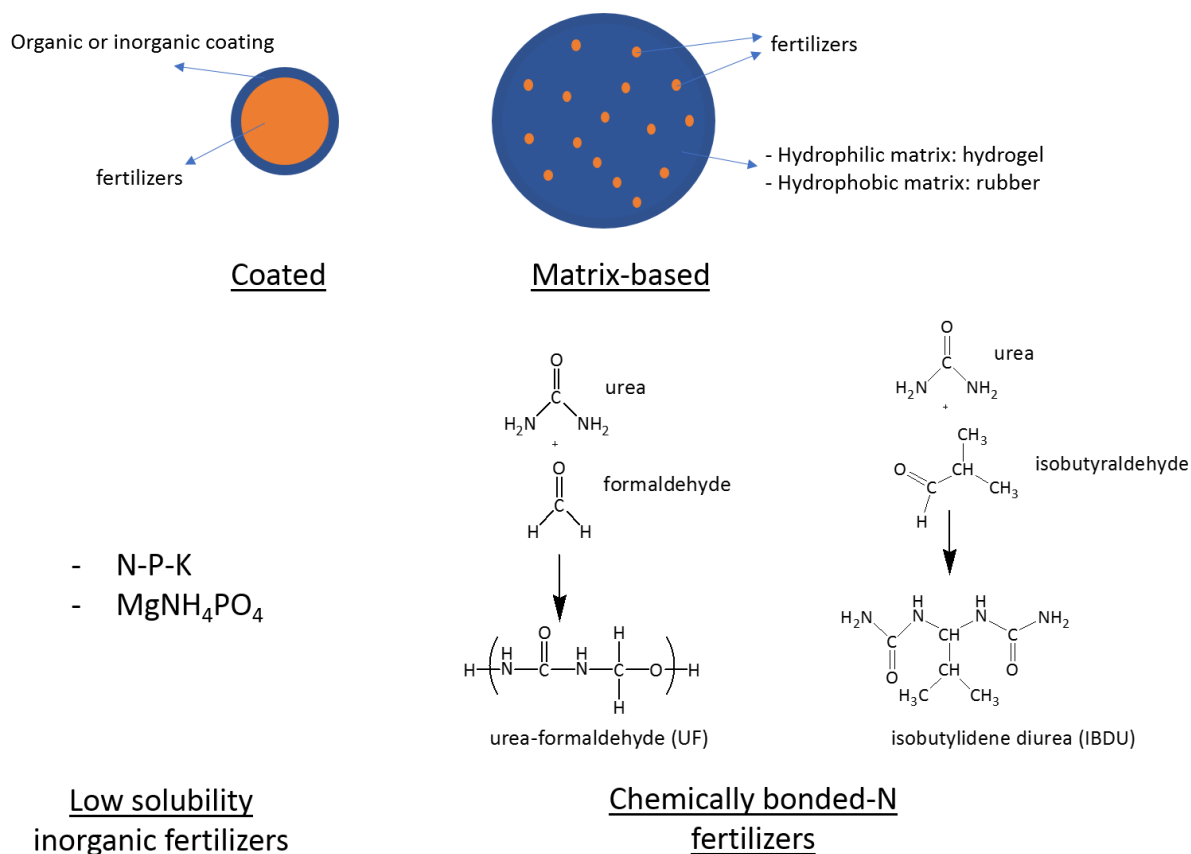 Organic or inorganic coating
fertilizers
Coated
fertilizers
- Hydrophilic matrix: hydrogel
- Hydrophobic matrix: rubber
Matrix-based
- N-P-K
- MgNH₄PO₄
Low solubility
inorganic fertilizers
O
C
H₂N NH₂
urea
+
O
C
H H
formaldehyde
O H
H H
H N C N C O H
H
urea-formaldehyde (UF)
O
C
H₂N NH₂
urea
+
CH₃
O CH
C CH₃
H
isobutyraldehyde
H₂N H H NH₂
N N
C CH C
O CH O
H₃C CH₃
isobutylidene diurea (IBDU)
Chemically bonded-N
fertilizers